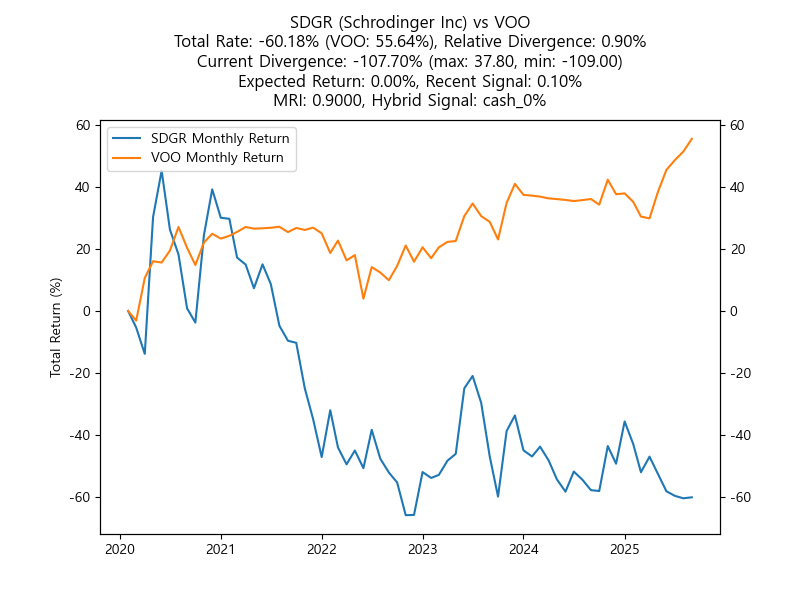 SDGR (Schrodinger Inc) vs VOO
Total Rate: -60.18% (VOO: 55.64%), Relative Divergence: 0.90%
Current Divergence: -107.70% (max: 37.80, min: -109.00)
Expected Return: 0.00%, Recent Signal: 0.10%
MRI: 0.9000, Hybrid Signal: cash_0%
SDGR Monthly Return
VOO Monthly Return
Total Return (%)
60
40
20
0
-20
-40
-60
60
40
20
0
-20
-40
-60
2020
2021
2022
2023
2024
2025